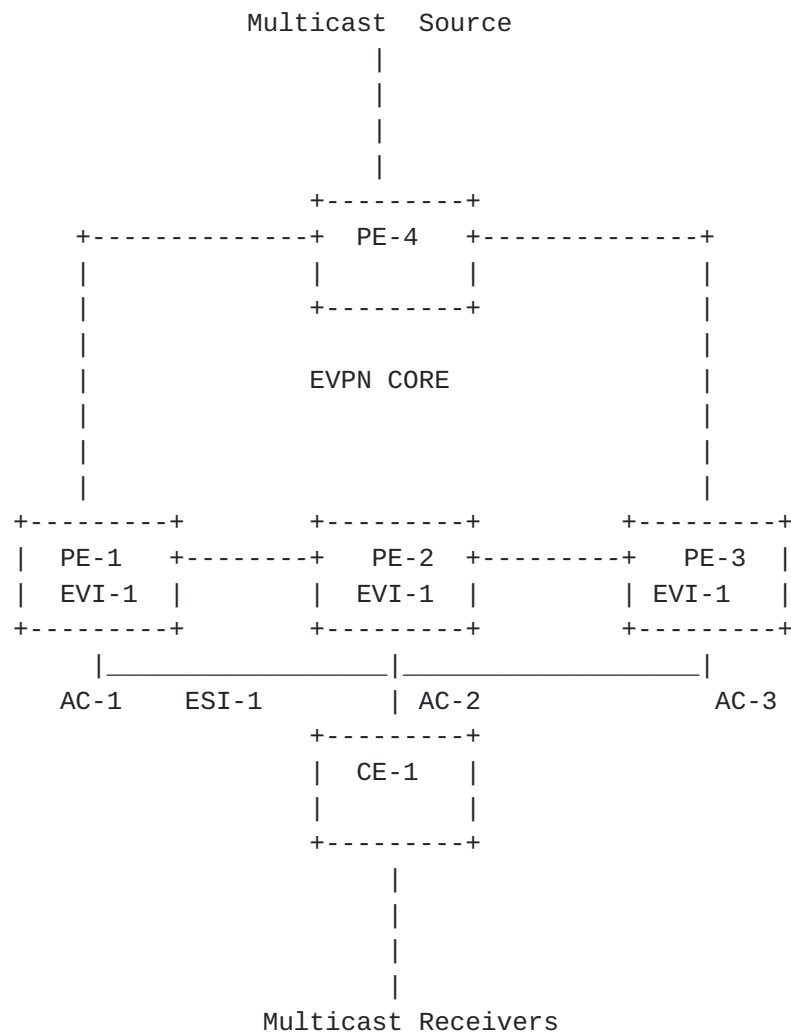 Multicast Source
PE-4
EVPN CORE
PE-1 PE-2 PE-3
EVI-1 EVI-1 EVI-1
AC-1 ESI-1 AC-2 AC-3
CE-1
Multicast Receivers